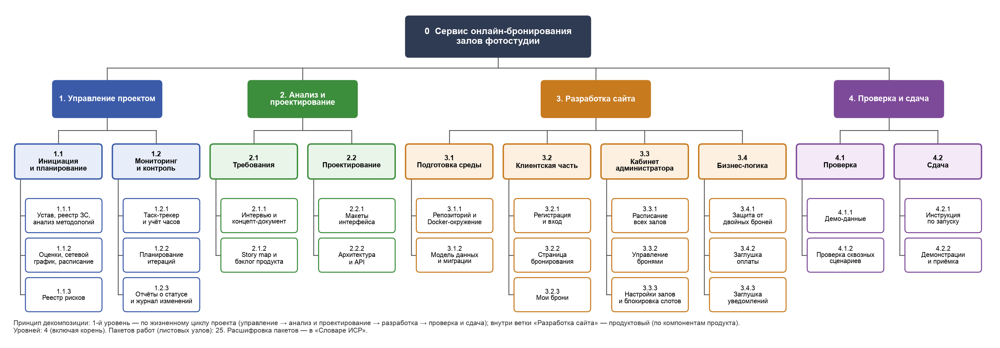 0 Сервис онлайн-бронирования
залов фотостудии
1. Управление проектом
2. Анализ и
проектирование
3. Разработка сайта
4. Проверка и сдача
1.1
Инициация
и планирование
1.2
Мониторинг
и контроль
2.1
Требования
2.2
Проектирование
3.1
Подготовка среды
3.2
Клиентская часть
3.3
Кабинет
администратора
3.4
Бизнес-логика
4.1
Проверка
4.2
Сдача
1.1.1
Устав, реестр ЗС,
анализ методологий
1.2.1
Таск-трекер
и учёт часов
2.1.1
Интервью и
концепт-документ
2.2.1
Макеты
интерфейса
3.1.1
Репозиторий и
Docker-окружение
3.2.1
Регистрация
и вход
3.3.1
Расписание
всех залов
3.4.1
Защита от
двойных броней
4.1.1
Демо-данные
4.2.1
Инструкция
по запуску
1.1.2
Оценки, сетевой
график, расписание
1.2.2
Планирование
итераций
2.1.2
Story map и
бэклог продукта
2.2.2
Архитектура
и API
3.1.2
Модель данных
и миграции
3.2.2
Страница
бронирования
3.3.2
Управление
бронями
3.4.2
Заглушка
оплаты
4.1.2
Проверка сквозных
сценариев
4.2.2
Демонстрации
и приёмка
1.1.3
Реестр рисков
1.2.3
Отчёты о статусе
и журнал изменений
3.2.3
Мои брони
3.3.3
Настройки залов
и блокировка слотов
3.4.3
Заглушка
уведомлений
Принцип декомпозиции: 1-й уровень — по жизненному циклу проекта (управление → анализ и проектирование → разработка → проверка и сдача); внутри ветки «Разработка сайта» — продуктовый (по компонентам продукта).
Уровней: 4 (включая корень). Пакетов работ (листовых узлов): 25. Расшифровка пакетов — в «Словаре ИСР».